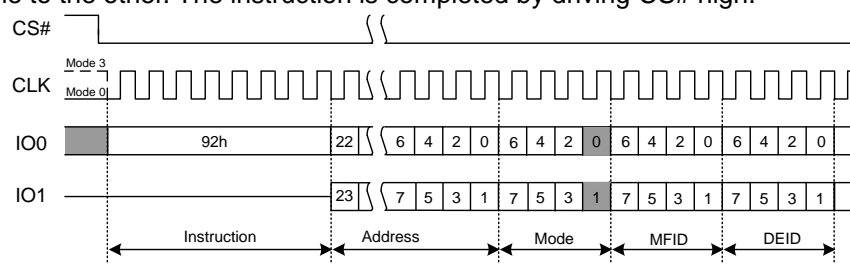 to the other. The instruction is completed by driving CS# high.
CS#
Mode 3
CLK
Mode 0
IO0 92h 22 6 4 2 0 6 4 2 0 6 4 2 0 6 4 2 0
IO1 23 7 5 3 1 7 5 3 1 7 5 3 1 7 5 3 1
Instruction Address Mode MFID DEID